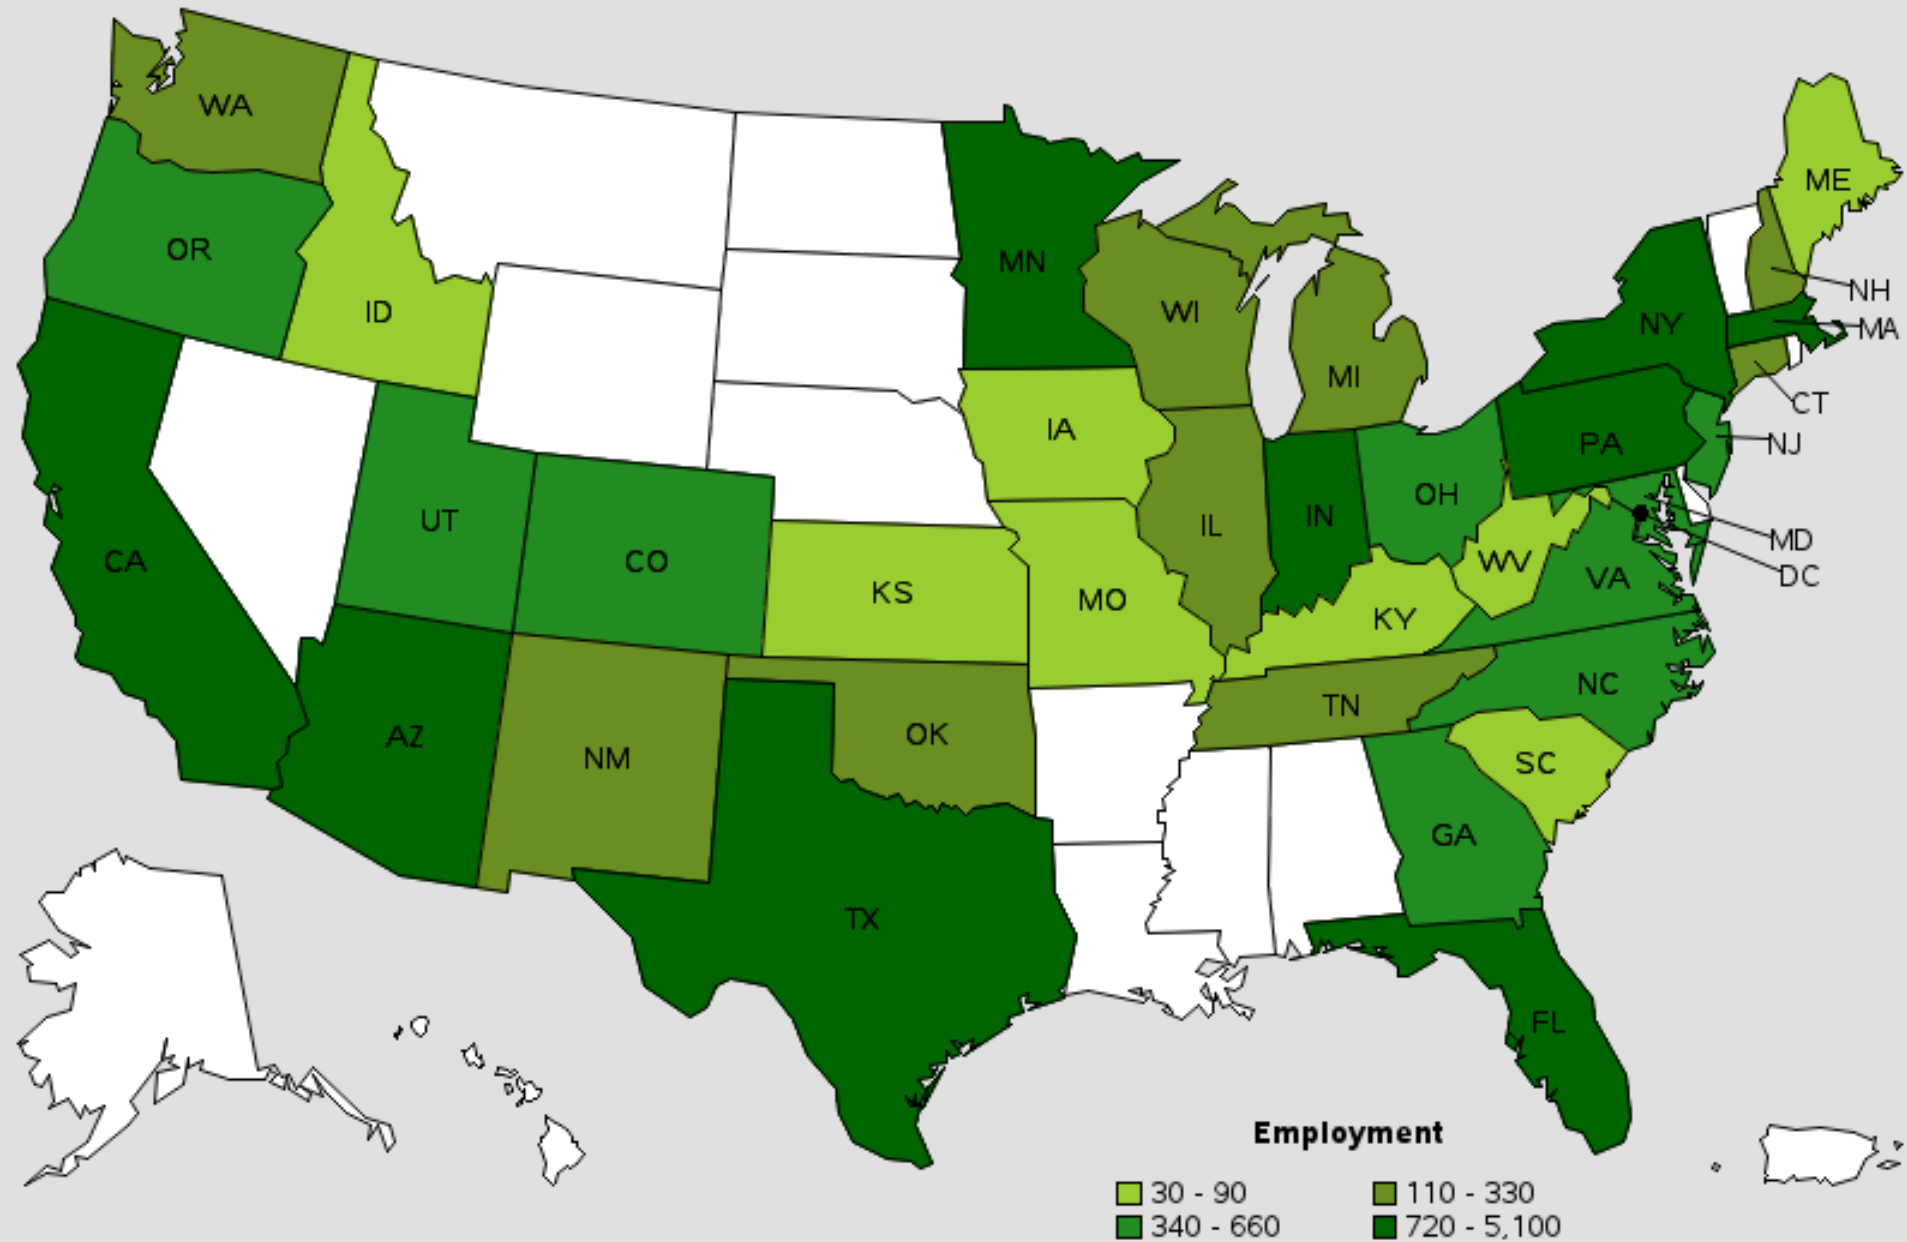 WA
ME
OR
MN
NH
ID
WI
NY
MA
MI
CT
IA
PA
NJ
OH
UT
IN
IL
MD
CA
CO
WV
DC
KS
MO
VA
KY
NC
TN
AZ
OK
NM
SC
GA
TX
FL
Employment
30 - 90
110 - 330
340 - 660
720 - 5,100